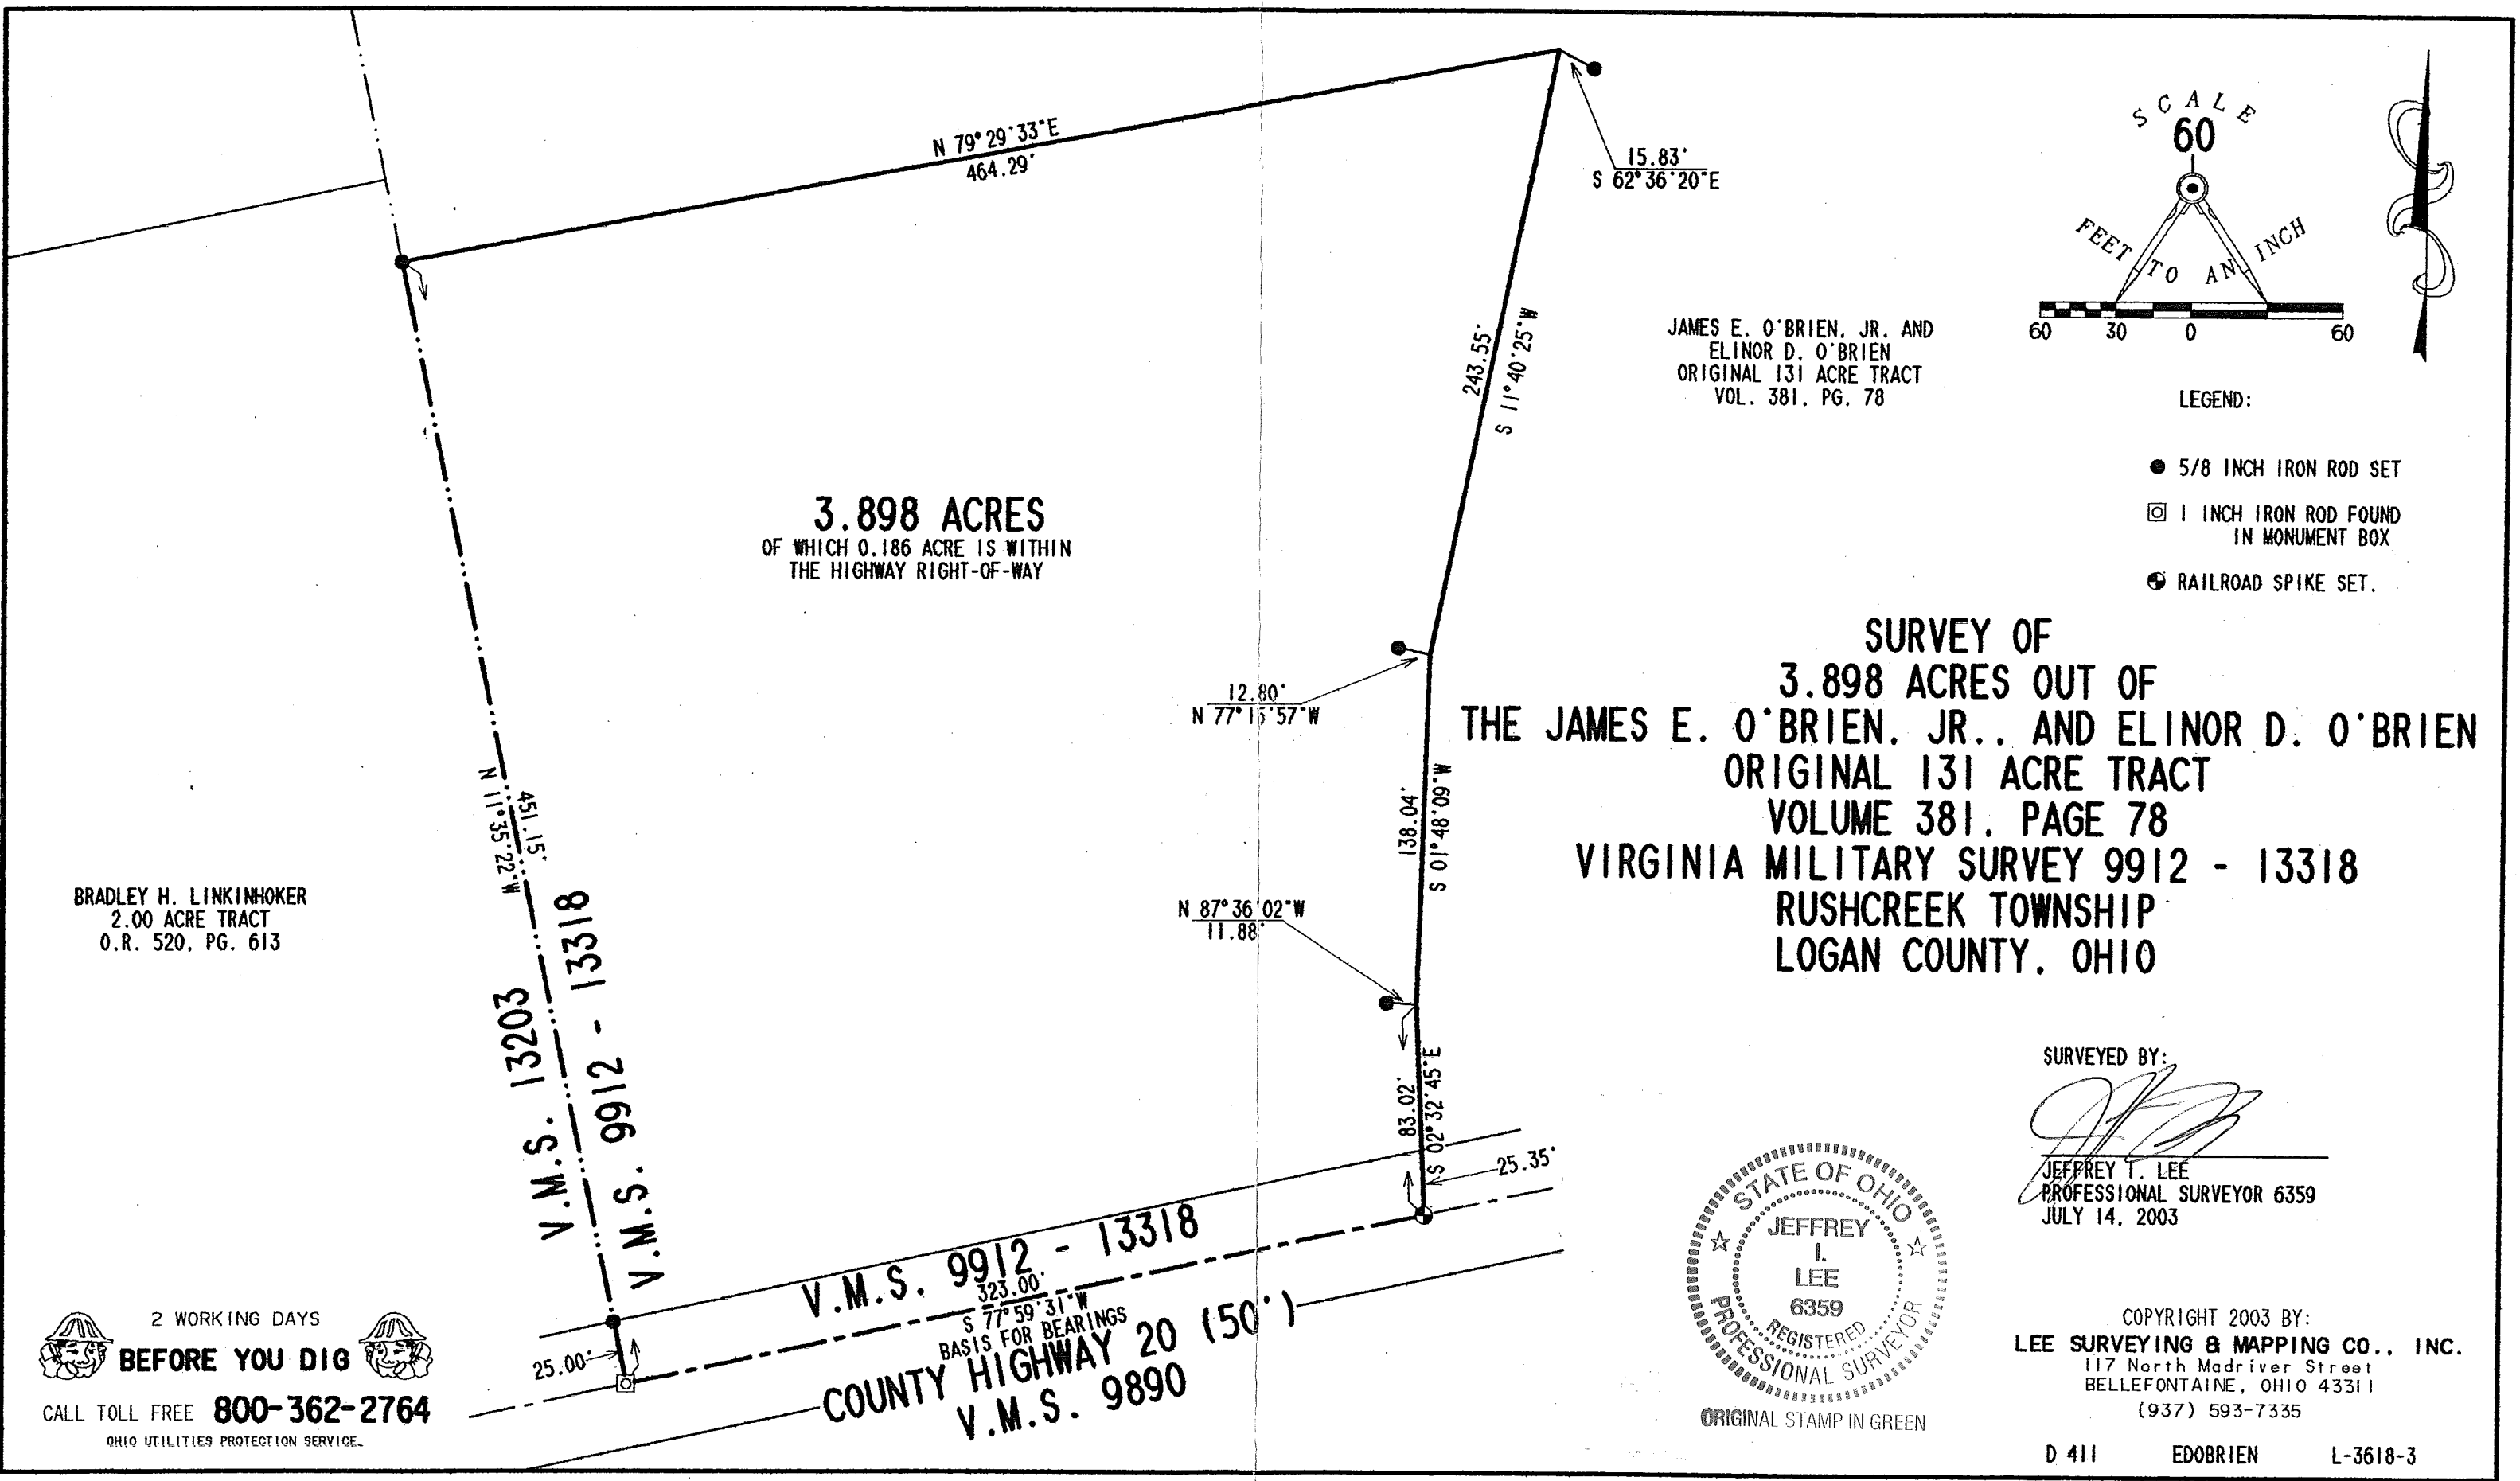 N 79°29'33"E
464.29'
15.83'
S 62°36'20"E
SCALE
60
FEET TO AN INCH
60 30 0 60
243.55'
S 11°40'25"W
JAMES E. O'BRIEN, JR. AND
ELINOR D. O'BRIEN
ORIGINAL 131 ACRE TRACT
VOL. 381, PG. 78
LEGEND:
5/8 INCH IRON ROD SET
1 INCH IRON ROD FOUND
IN MONUMENT BOX
RAILROAD SPIKE SET.
3.898 ACRES
OF WHICH 0.186 ACRE IS WITHIN
THE HIGHWAY RIGHT-OF-WAY
12.80'
N 77°15'57"W
SURVEY OF
3.898 ACRES OUT OF
THE JAMES E. O'BRIEN, JR., AND ELINOR D. O'BRIEN
ORIGINAL 131 ACRE TRACT
VOLUME 381, PAGE 78
VIRGINIA MILITARY SURVEY 9912 - 13318
RUSHCREEK TOWNSHIP
LOGAN COUNTY, OHIO
451.15'
N 11°35'22"W
138.04'
S 01°48'09"W
BRADLEY H. LINKINHOKER
2.00 ACRE TRACT
O.R. 520, PG. 613
N 87°36'02"W
11.88'
V.M.S. 13203
V.M.S. 9912 - 13318
83.02'
S 02°32'45"E
25.35'
V.M.S. 9912 - 13318
323.00'
S 77°59'31"W
BASIS FOR BEARINGS
COUNTY HIGHWAY 20 (50')
V.M.S. 9890
25.00'
2 WORKING DAYS
BEFORE YOU DIG
CALL TOLL FREE 800-362-2764
OHIO UTILITIES PROTECTION SERVICE.
STATE OF OHIO
JEFFREY
I.
LEE
6359
REGISTERED
PROFESSIONAL SURVEYOR
ORIGINAL STAMP IN GREEN
SURVEYED BY:
JEFFREY I. LEE
PROFESSIONAL SURVEYOR 6359
JULY 14, 2003
COPYRIGHT 2003 BY:
LEE SURVEYING & MAPPING CO., INC.
117 North Madriver Street
BELLEFONTAINE, OHIO 43311
(937) 593-7335
D 411 EDOBRIEN L-3618-3